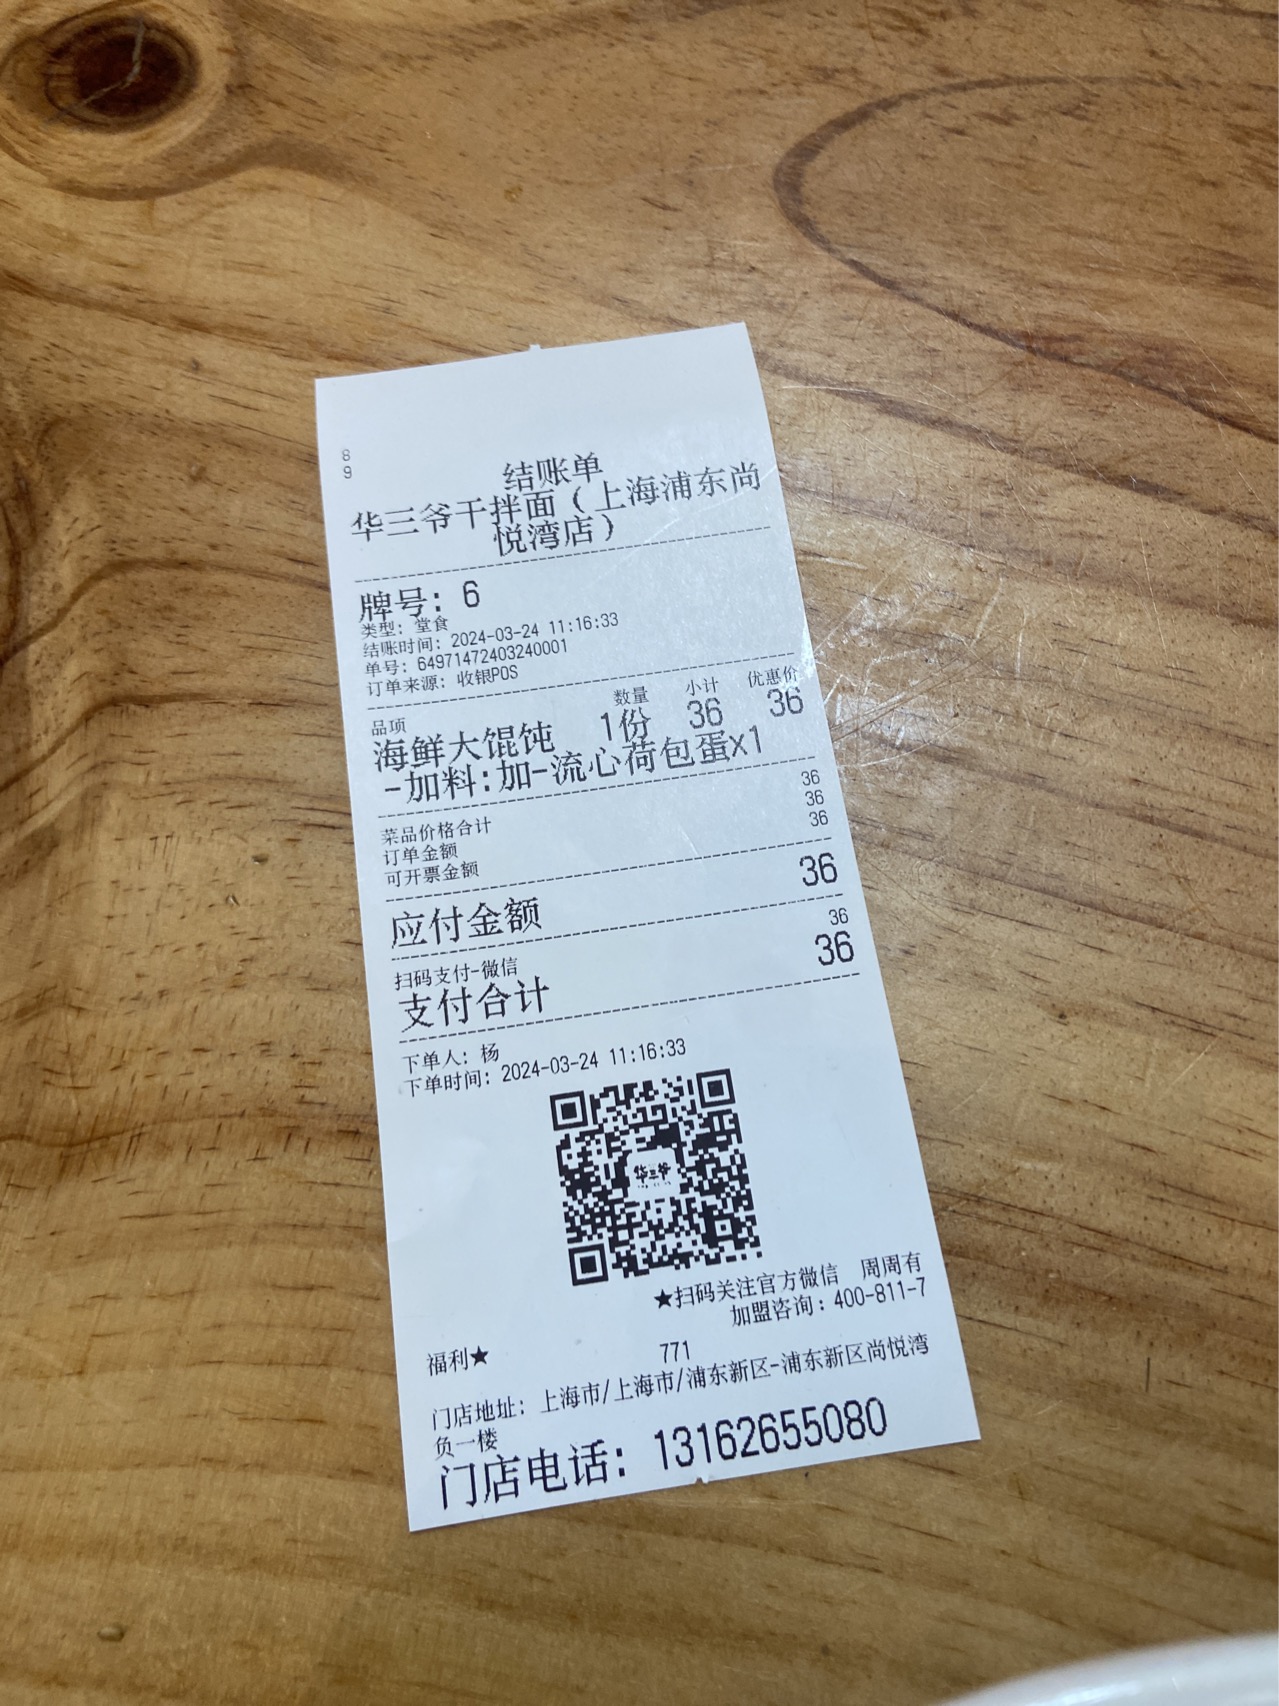 8
9
结账单
华三爷干拌面（上海浦东尚
悦湾店）
牌号: 6
类型: 堂食
结账时间: 2024-03-24 11:16:33
单号: 64971472403240001
订单来源: 收银POS
品项 数量 小计 优惠价
海鲜大馄饨 1份 36 36
-加料:加-流心荷包蛋x1
菜品价格合计 36
订单金额 36
可开票金额 36
应付金额 36
扫码支付-微信 36
支付合计 36
下单人: 杨
下单时间: 2024-03-24 11:16:33
华三爷
★扫码关注官方微信 周周有
加盟咨询：400-811-7
福利★ 771
门店地址: 上海市/上海市/浦东新区-浦东新区尚悦湾
负一楼
门店电话: 13162655080